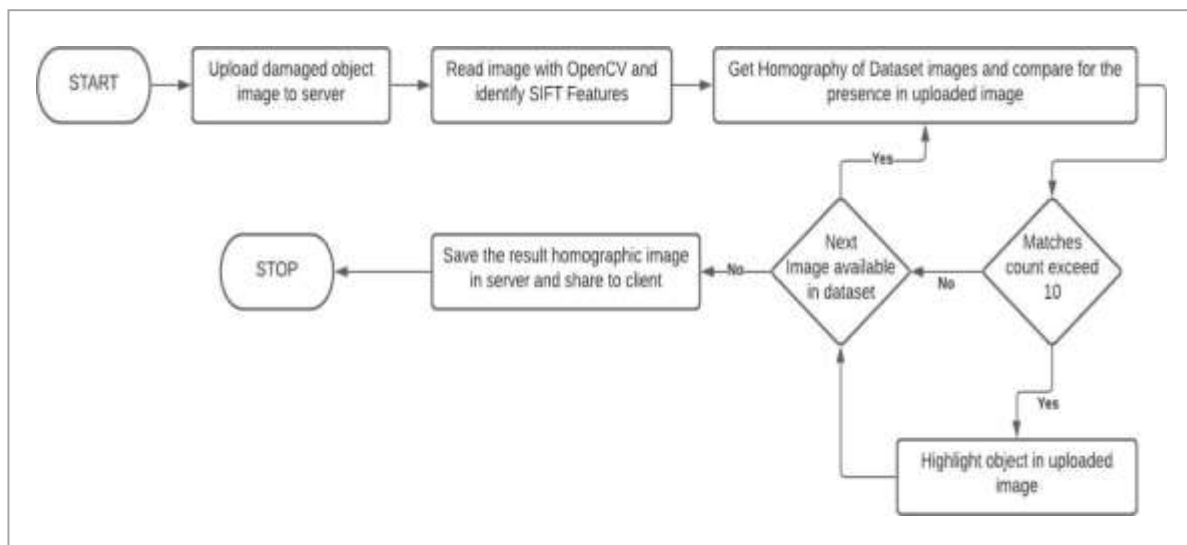 START
Upload damaged object
image to server
Read image with OpenCV and
identify SIFT Features
Get Homography of Dataset images and compare for the
presence in uploaded image
Yes
STOP
Save the result homographic image
in server and share to client
No
Next
Image available
in dataset
No
Matches
count exceed
10
Yes
Highlight object in uploaded
image